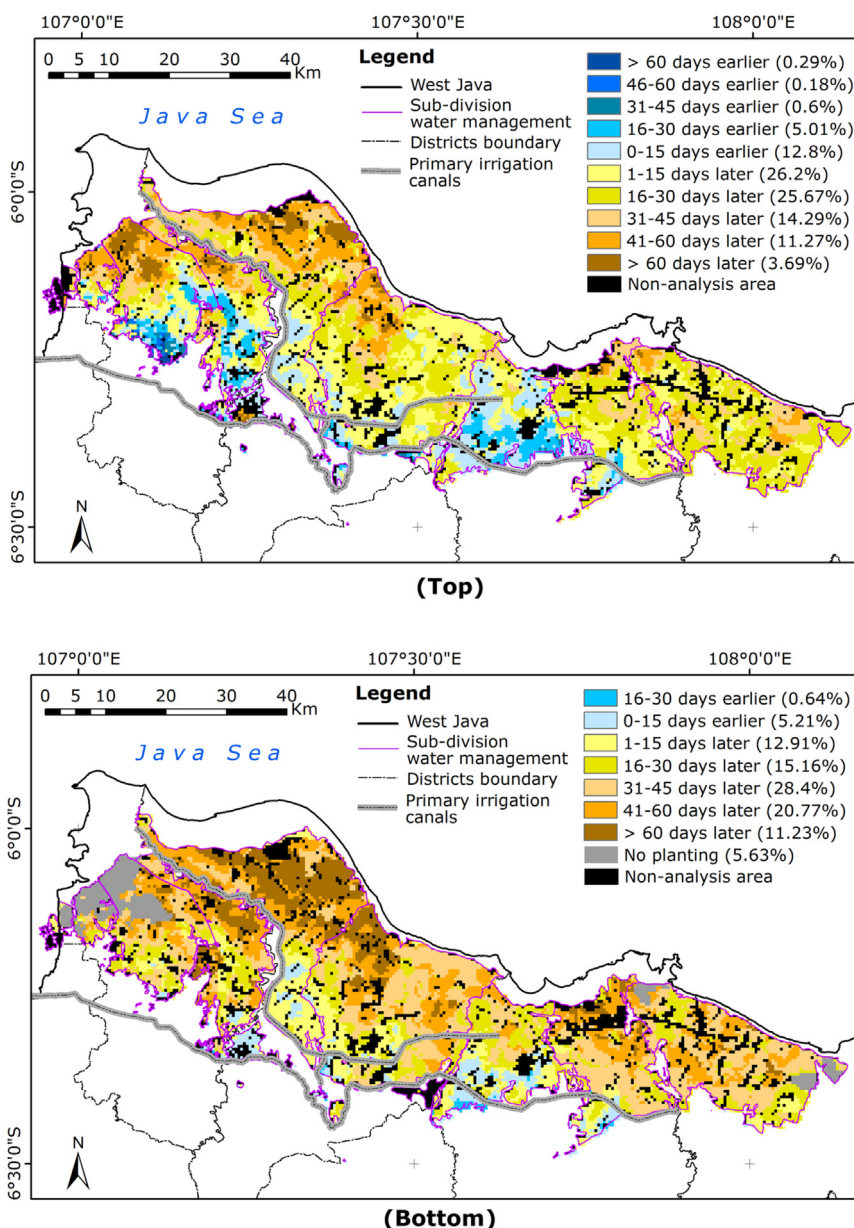 107°0'0"E 107°30'0"E 108°0'0"E
0 5 10 20 30 40
Km
Java Sea
Legend
West Java
Sub-division
water management
Districts boundary
Primary irrigation
canals
> 60 days earlier (0.29%)
46-60 days earlier (0.18%)
31-45 days earlier (0.6%)
16-30 days earlier (5.01%)
0-15 days earlier (12.8%)
1-15 days later (26.2%)
16-30 days later (25.67%)
31-45 days later (14.29%)
41-60 days later (11.27%)
> 60 days later (3.69%)
Non-analysis area
6°0'0"S
6°30'0"S
N
(Top)
107°0'0"E 107°30'0"E 108°0'0"E
0 5 10 20 30 40
Km
Java Sea
Legend
West Java
Sub-division
water management
Districts boundary
Primary irrigation
canals
16-30 days earlier (0.64%)
0-15 days earlier (5.21%)
1-15 days later (12.91%)
16-30 days later (15.16%)
31-45 days later (28.4%)
41-60 days later (20.77%)
> 60 days later (11.23%)
No planting (5.63%)
Non-analysis area
6°0'0"S
6°30'0"S
N
(Bottom)